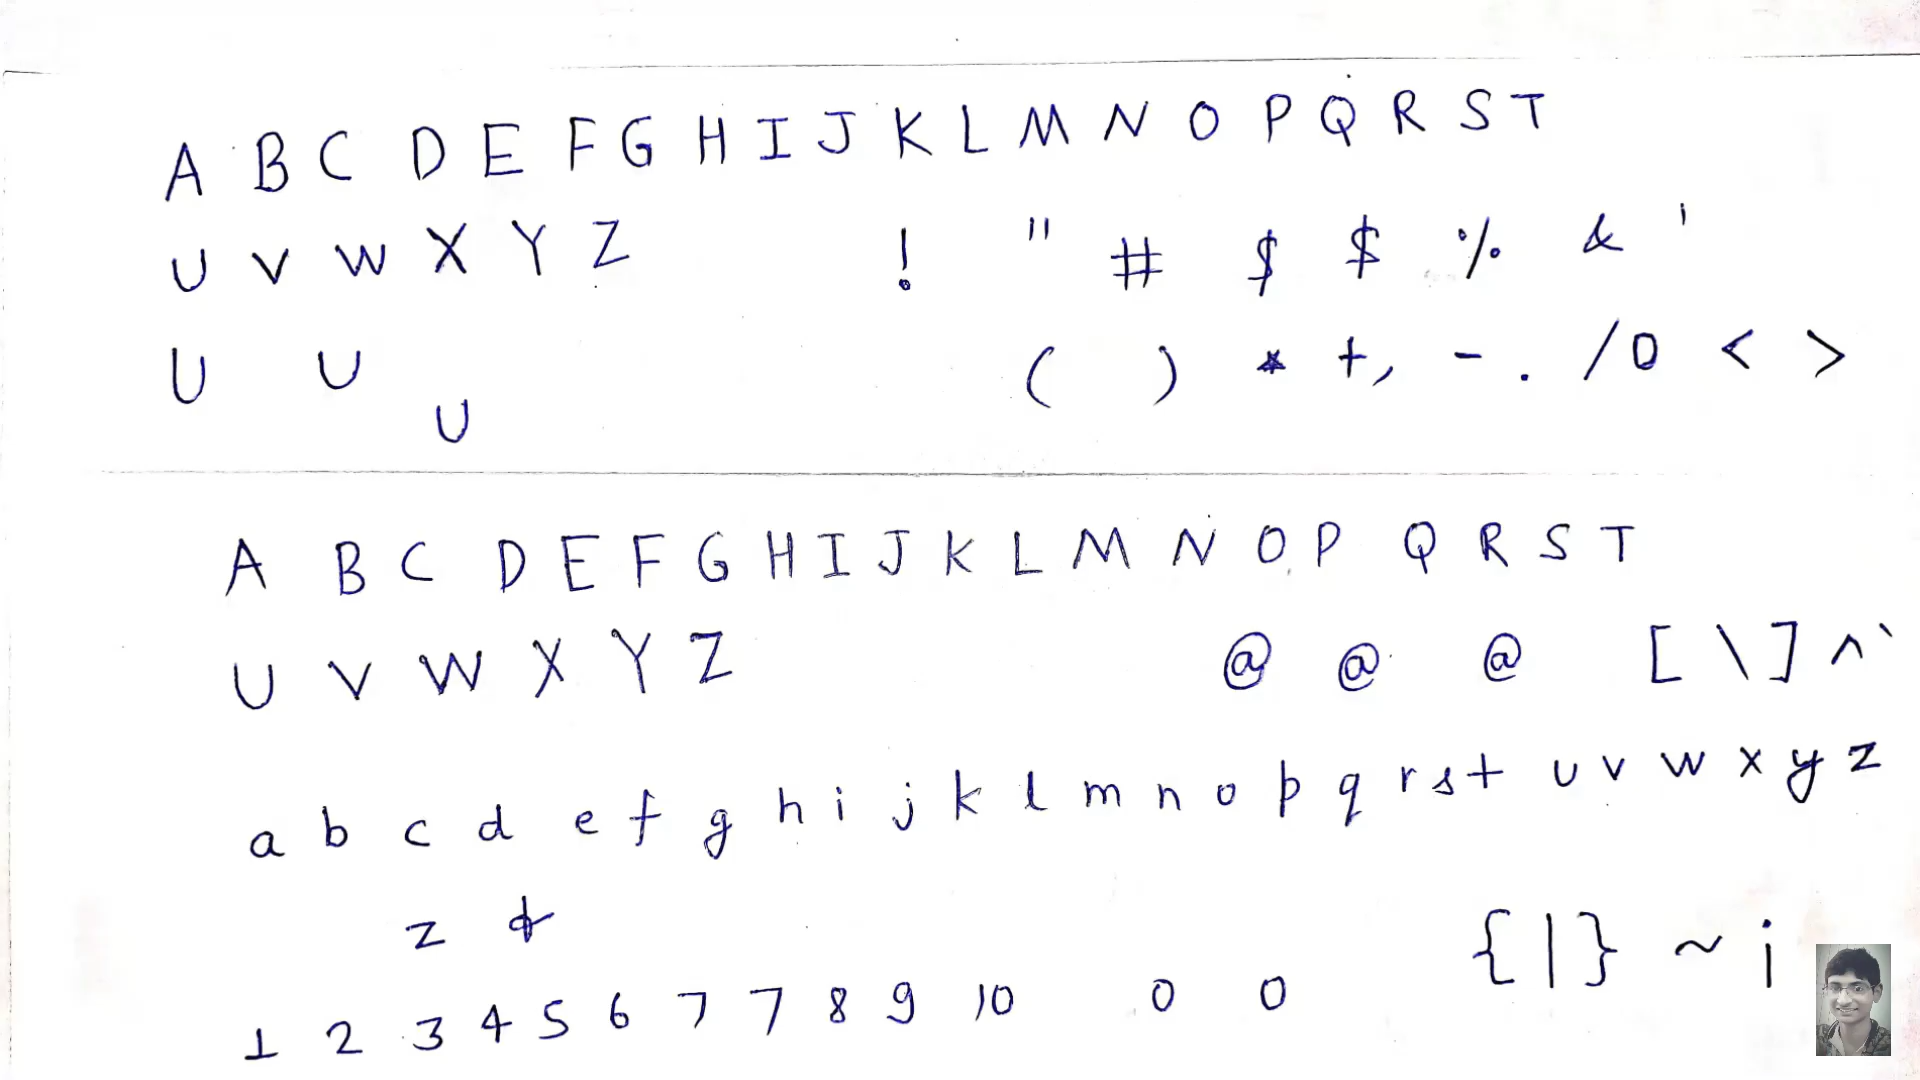 A B C D E F G H I J K L M N O P Q R S T
U V W X Y Z ! " # $ $ % & '
U U U ( ) * + , - . / 0 < >
A B C D E F G H I J K L M N O P Q R S T
U V W X Y Z @ @ @ [ \ ] ^ `
a b c d e f g h i j k l m n o p q r s t u v w x y z
z { | } ~ ¡
1 2 3 4 5 6 7 7 8 9 10 0 0